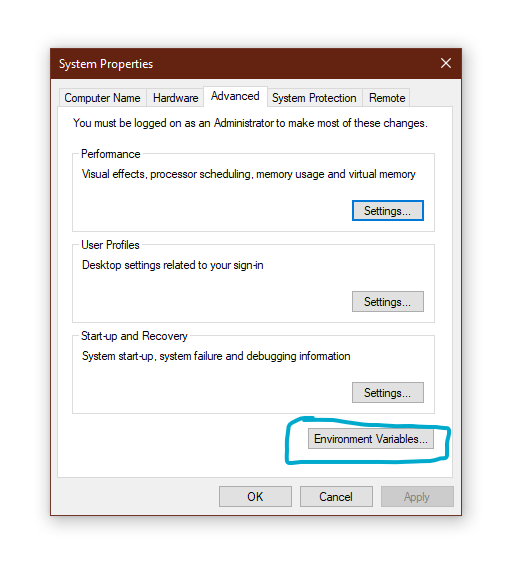 System Properties
Computer Name Hardware Advanced System Protection Remote
You must be logged on as an Administrator to make most of these changes.
Performance
Visual effects, processor scheduling, memory usage and virtual memory
Settings...
User Profiles
Desktop settings related to your sign-in
Settings...
Start-up and Recovery
System start-up, system failure and debugging information
Settings...
Environment Variables...
OK Cancel Apply